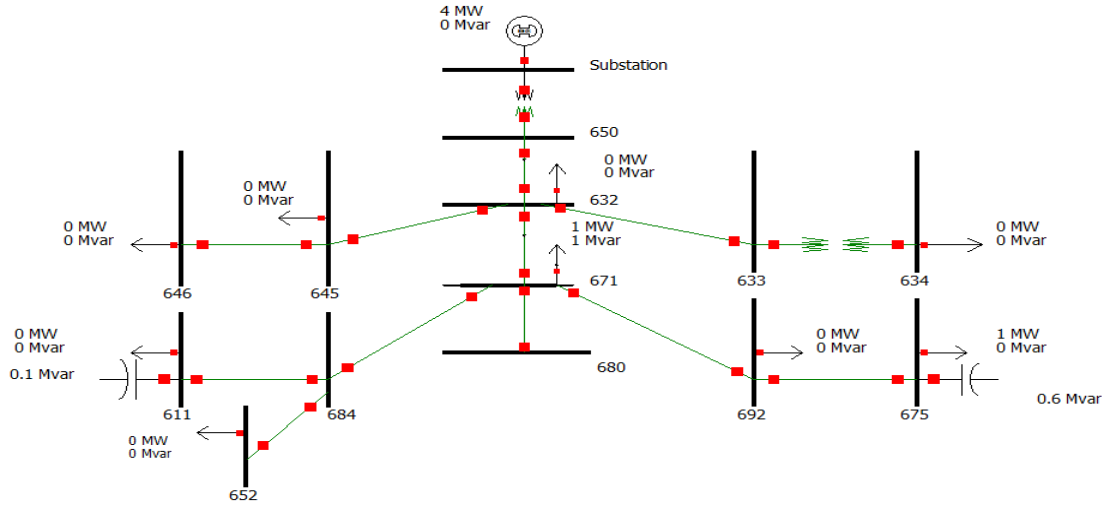 4 MW
0 Mvar
Substation
650
0 MW
0 Mvar
632
0 MW
0 Mvar
0 MW
0 Mvar
0 MW
0 Mvar
1 MW
1 Mvar
646
645
671
633
634
0 MW
0 Mvar
0.1 Mvar
0 MW
0 Mvar
1 MW
0 Mvar
0.6 Mvar
680
611
684
692
675
0 MW
0 Mvar
652